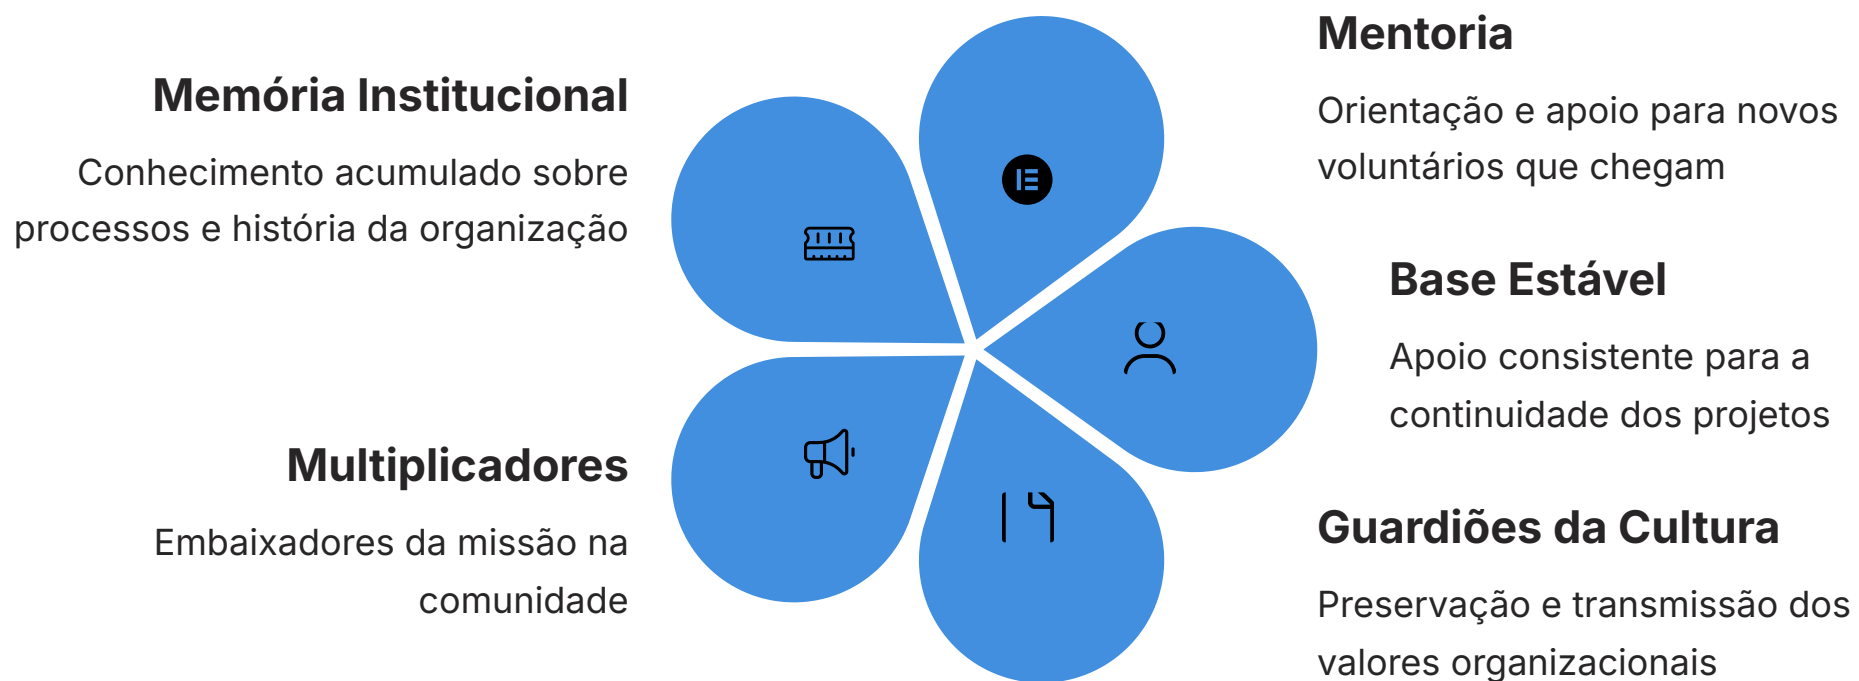 Memória Institucional
Conhecimento acumulado sobre
processos e história da organização
Multiplicadores
Embaixadores da missão na
comunidade
Mentoria
Orientação e apoio para novos
voluntários que chegam
Base Estável
Apoio consistente para a
continuidade dos projetos
Guardiões da Cultura
Preservação e transmissão dos
valores organizacionais